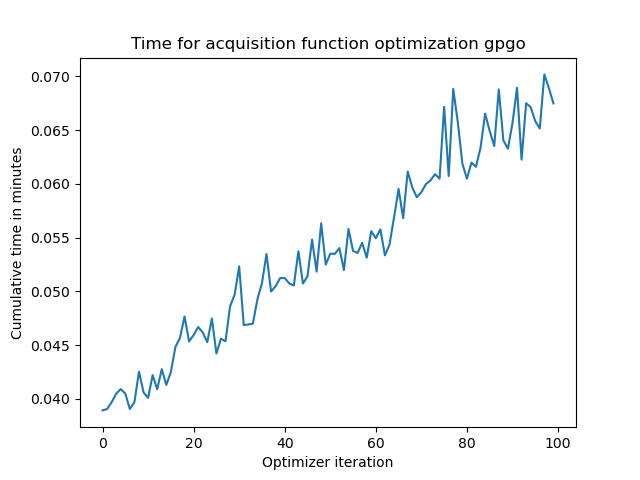 Time for acquisition function optimization gpgo
0.070
0.065
0.060
0.055
0.050
0.045
0.040
Cumulative time in minutes
0 20 40 60 80 100
Optimizer iteration